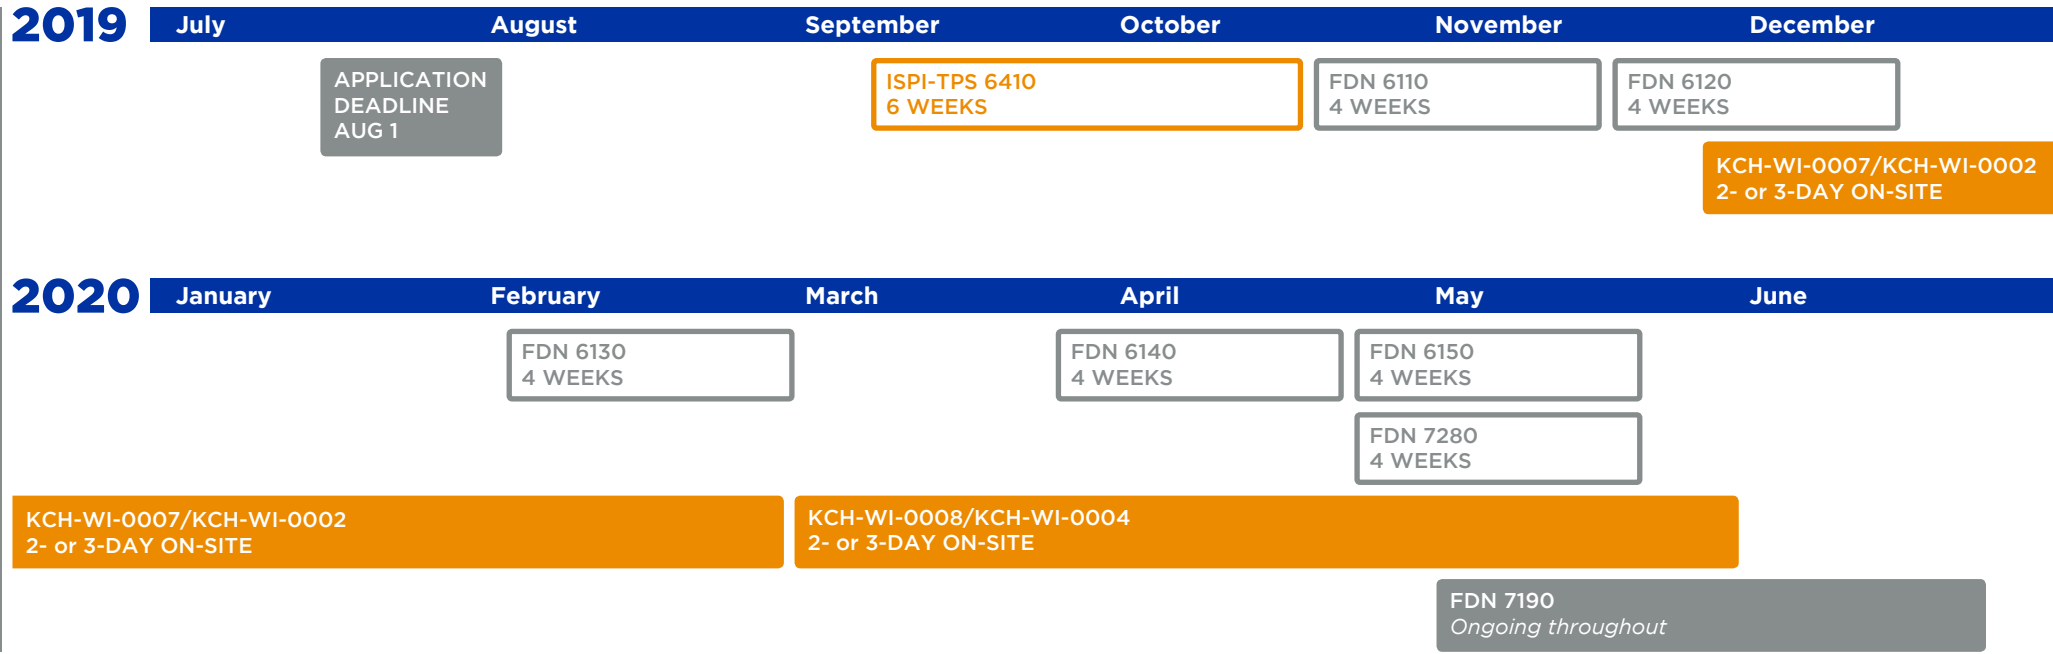 2019 July August September October November December
APPLICATION
DEADLINE
AUG 1
ISPI-TPS 6410
6 WEEKS
FDN 6110
4 WEEKS
FDN 6120
4 WEEKS
KCH-WI-0007/KCH-WI-0002
2- or 3-DAY ON-SITE
2020 January February March April May June
FDN 6130
4 WEEKS
FDN 6140
4 WEEKS
FDN 6150
4 WEEKS
FDN 7280
4 WEEKS
KCH-WI-0007/KCH-WI-0002
2- or 3-DAY ON-SITE
KCH-WI-0008/KCH-WI-0004
2- or 3-DAY ON-SITE
FDN 7190
Ongoing throughout